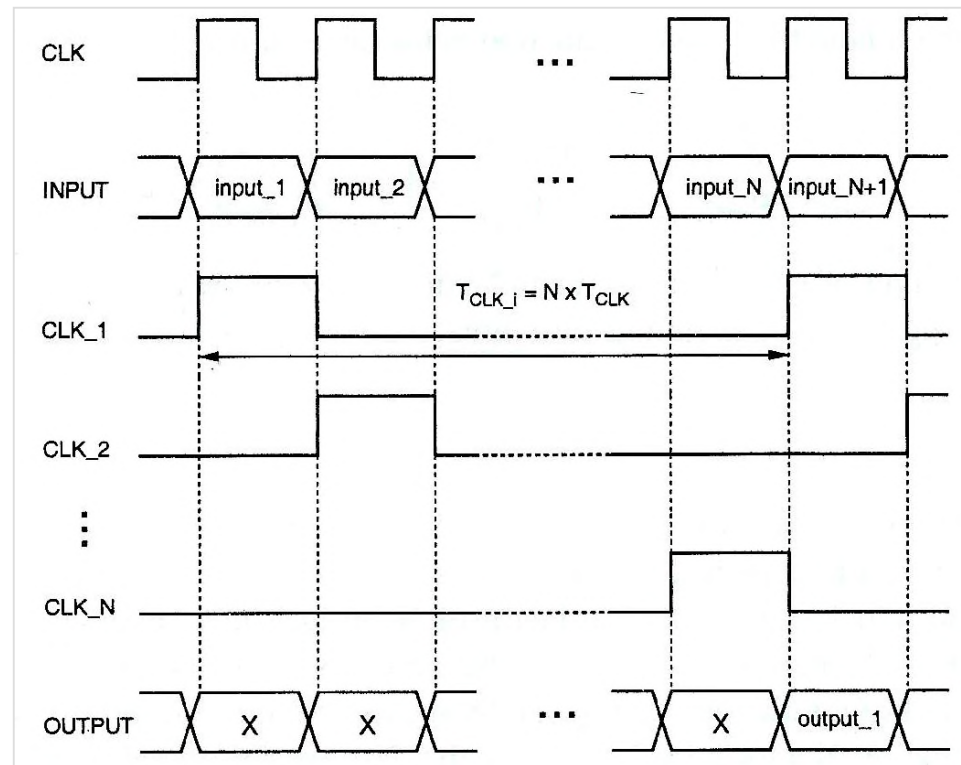 CLK
...
INPUT
input_1 input_2 ... input_N input_N+1
T_CLK_i = N x T_CLK
CLK_1
CLK_2
⋮
CLK_N
OUTPUT
X X ... X output_1